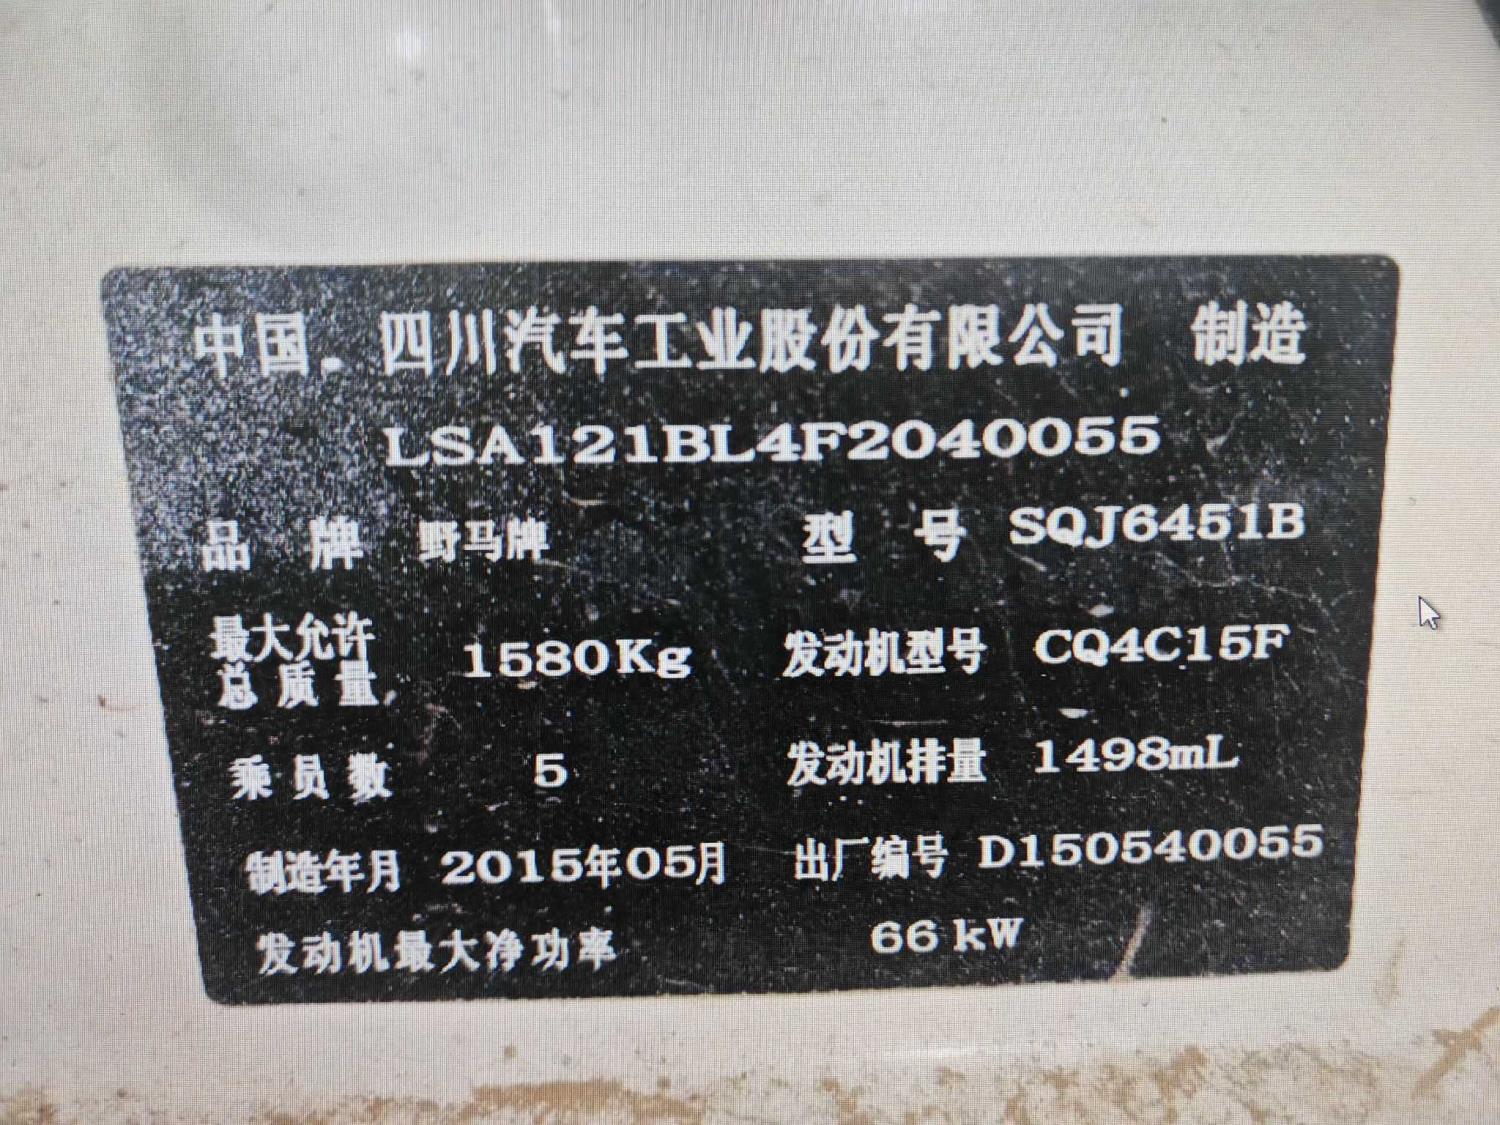 中国.四川汽车工业股份有限公司 制造
LSA121BL4F2040055
品 牌 野马牌 型 号 SQJ6451B
最大允许
总 质 量 1580Kg 发动机型号 CQ4C15F
乘 员 数 5 发动机排量 1498mL
制造年月 2015年05月 出厂编号 D150540055
发动机最大净功率 66kW